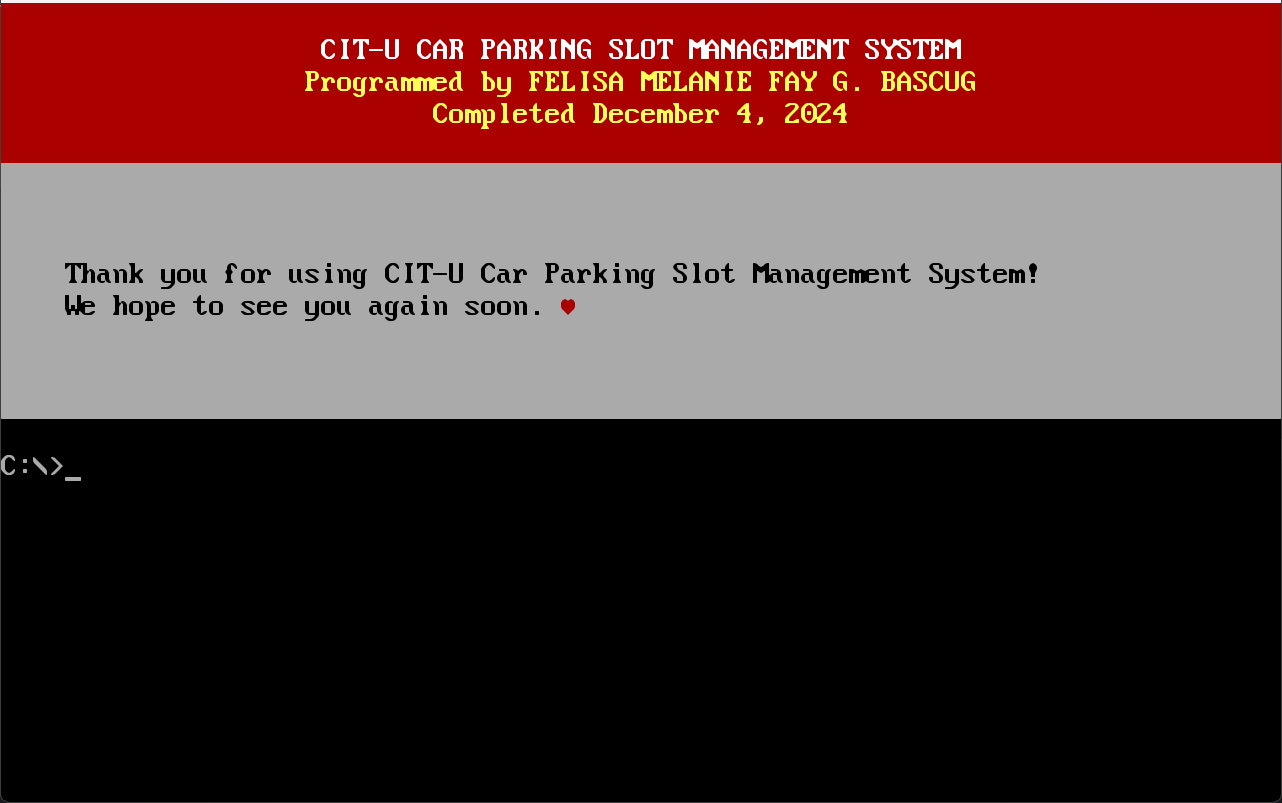 CIT-U CAR PARKING SLOT MANAGEMENT SYSTEM
Programmed by FELISA MELANIE FAY G. BASCUG
Completed December 4, 2024
Thank you for using CIT-U Car Parking Slot Management System!
We hope to see you again soon. ♥
C:\>_